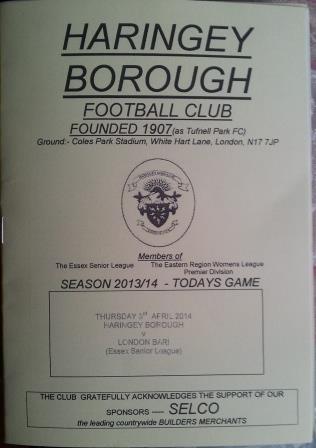 HARINGEY
BOROUGH
FOOTBALL CLUB
FOUNDED 1907 (as Tufnell Park FC)
Ground:- Coles Park Stadium, White Hart Lane, London, N17 7JP
Members of
The Essex Senior League The Eastern Region Womens League
Premier Division
SEASON 2013/14 - TODAYS GAME
THURSDAY 3RD APRIL 2014
HARINGEY BOROUGH
v
LONDON BARI
(Essex Senior League)
THE CLUB GRATEFULLY ACKNOWLEDGES THE SUPPORT OF OUR
SPONSORS ---- SELCO
the leading countrywide BUILDERS MERCHANTS